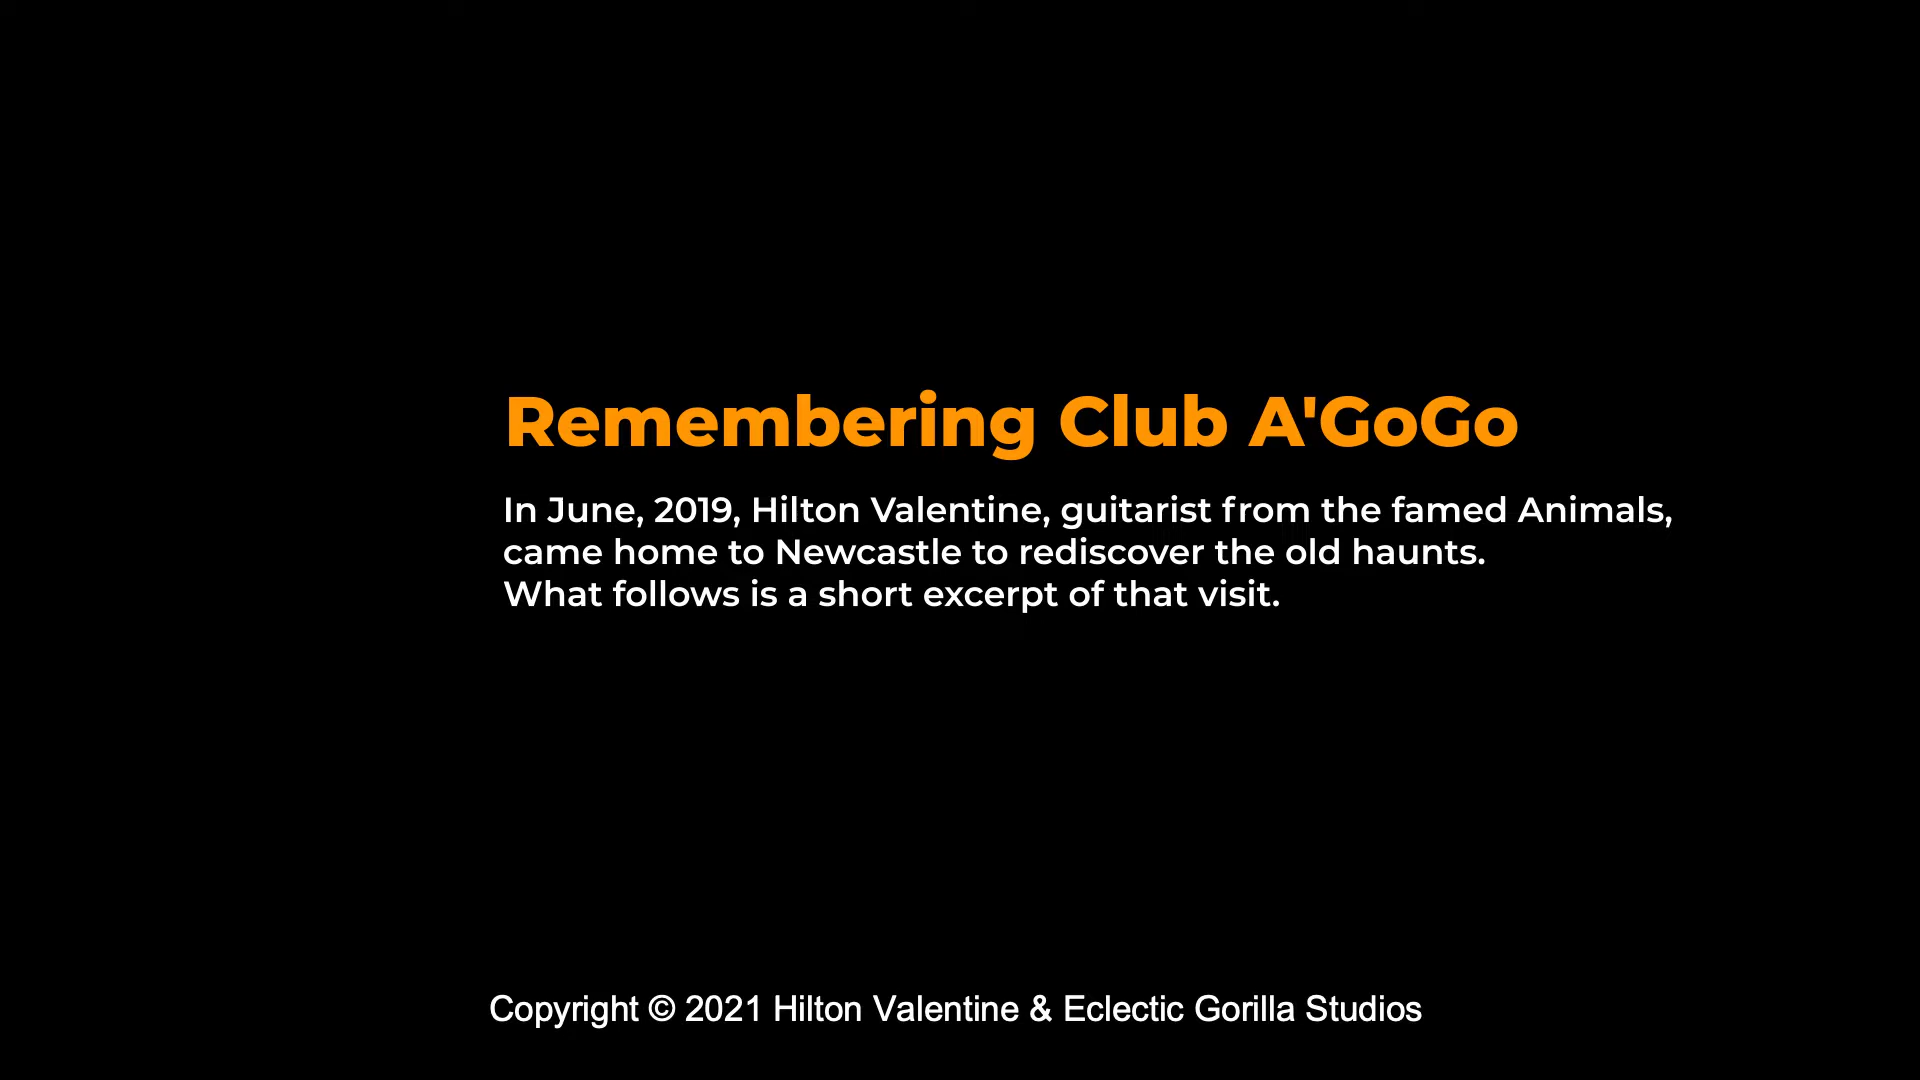 Remembering Club A'GoGo
In June, 2019, Hilton Valentine, guitarist from the famed Animals,
came home to Newcastle to rediscover the old haunts.
What follows is a short excerpt of that visit.
Copyright © 2021 Hilton Valentine & Eclectic Gorilla Studios